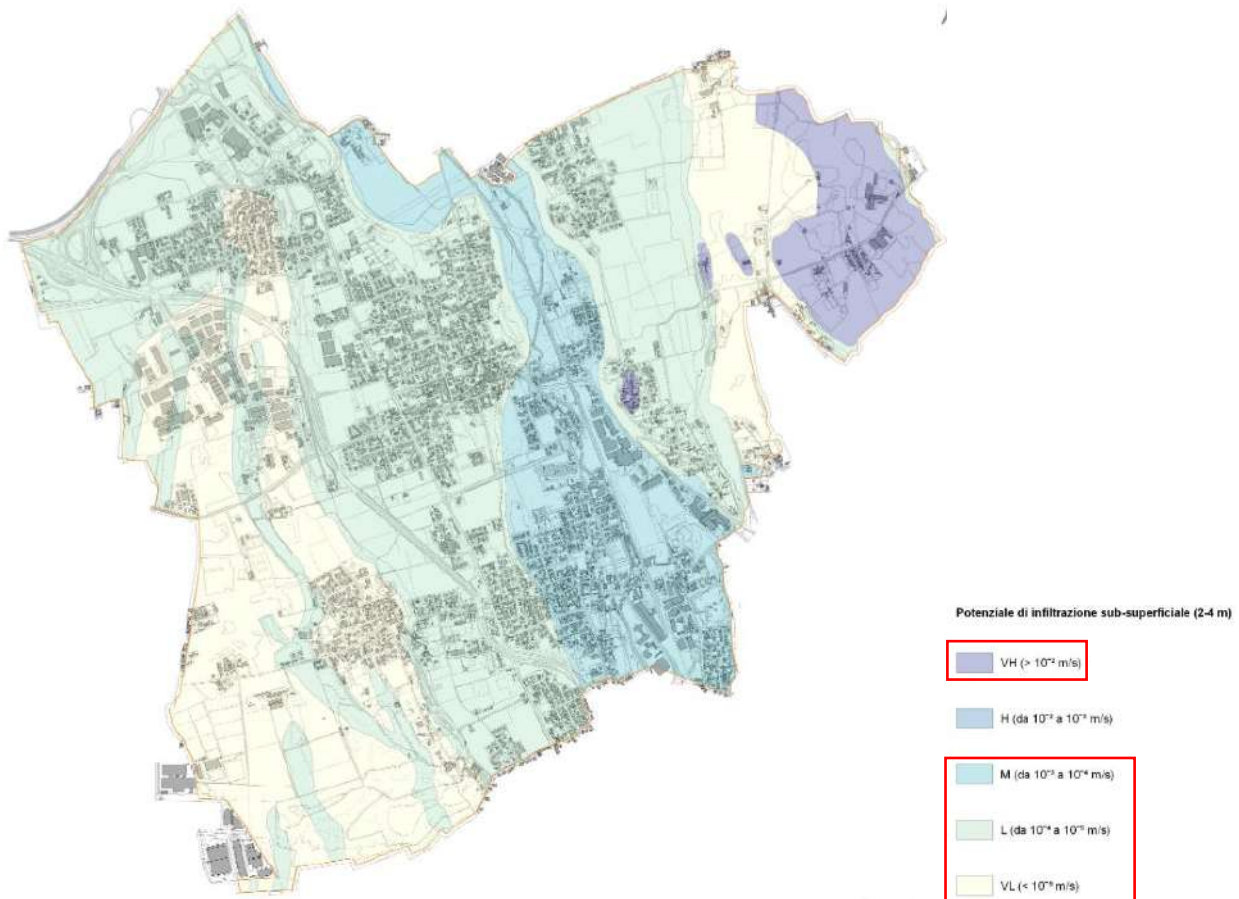 Potenziale di infiltrazione sub-superficiale (2-4 m)
VH (> 10⁻² m/s)
H (da 10⁻² a 10⁻³ m/s)
M (da 10⁻³ a 10⁻⁴ m/s)
L (da 10⁻⁴ a 10⁻⁵ m/s)
VL (< 10⁻⁵ m/s)